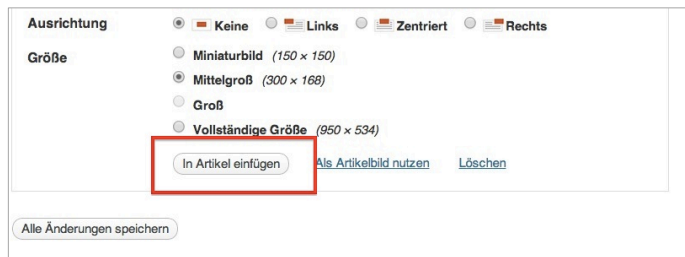 Ausrichtung Keine Links Zentriert Rechts
Größe Miniaturbild (150 × 150)
Mittelgroß (300 × 168)
Groß
Vollständige Größe (950 × 534)
In Artikel einfügen Als Artikelbild nutzen Löschen
Alle Änderungen speichern